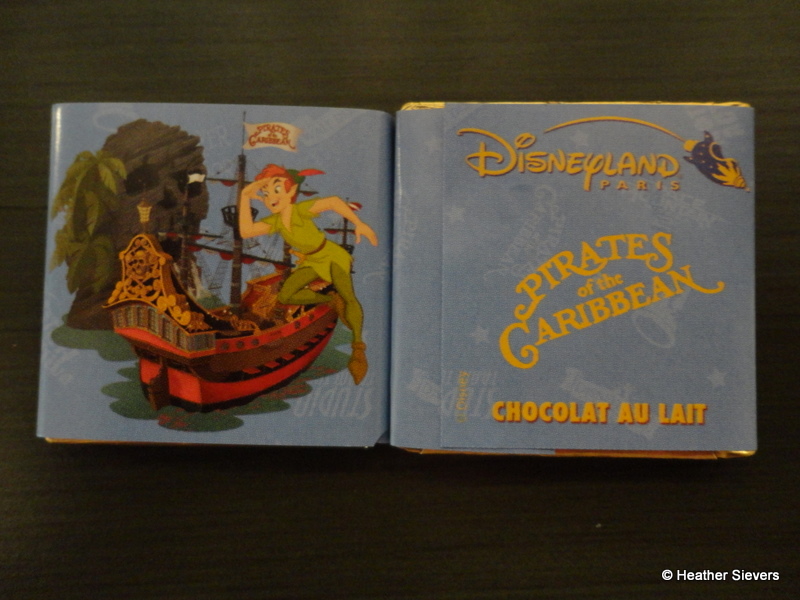 PIRATES
of the
CARIBBEAN
DISNEYLAND
PARIS
PIRATES
of the
CARIBBEAN
CHOCOLAT AU LAIT
© Heather Sievers